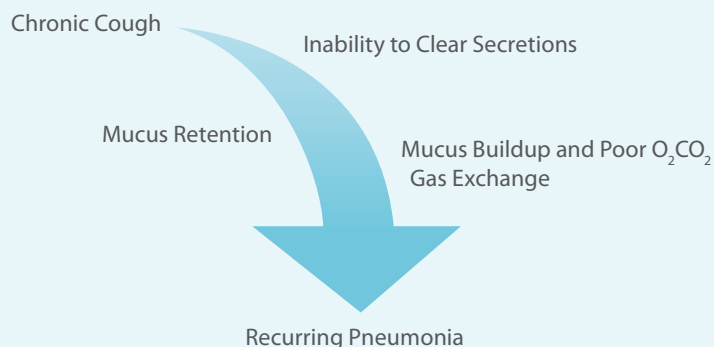 Chronic Cough
Inability to Clear Secretions
Mucus Retention
Mucus Buildup and Poor O₂CO₂
Gas Exchange
Recurring Pneumonia